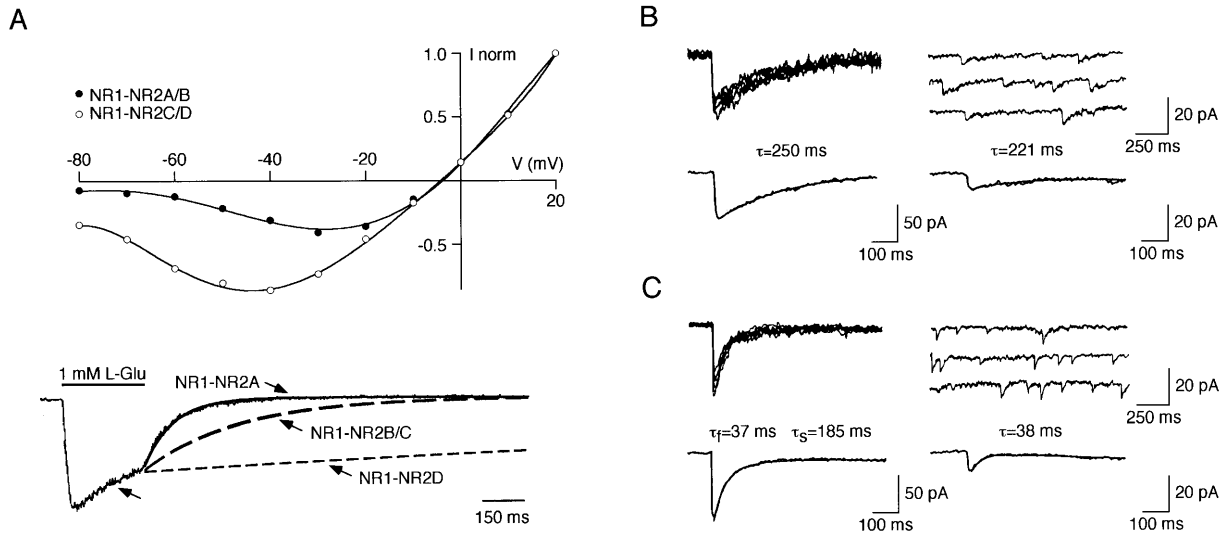 A
1.0
I norm
NR1-NR2A/B
NR1-NR2C/D
0.5
-80
-60
-40
-20
V (mV)
20
-0.5
1 mM L-Glu
NR1-NR2A
NR1-NR2B/C
NR1-NR2D
150 ms
B
20 pA
250 ms
τ=250 ms
τ=221 ms
50 pA
100 ms
20 pA
100 ms
C
20 pA
250 ms
τf=37 ms
τs=185 ms
τ=38 ms
50 pA
100 ms
20 pA
100 ms